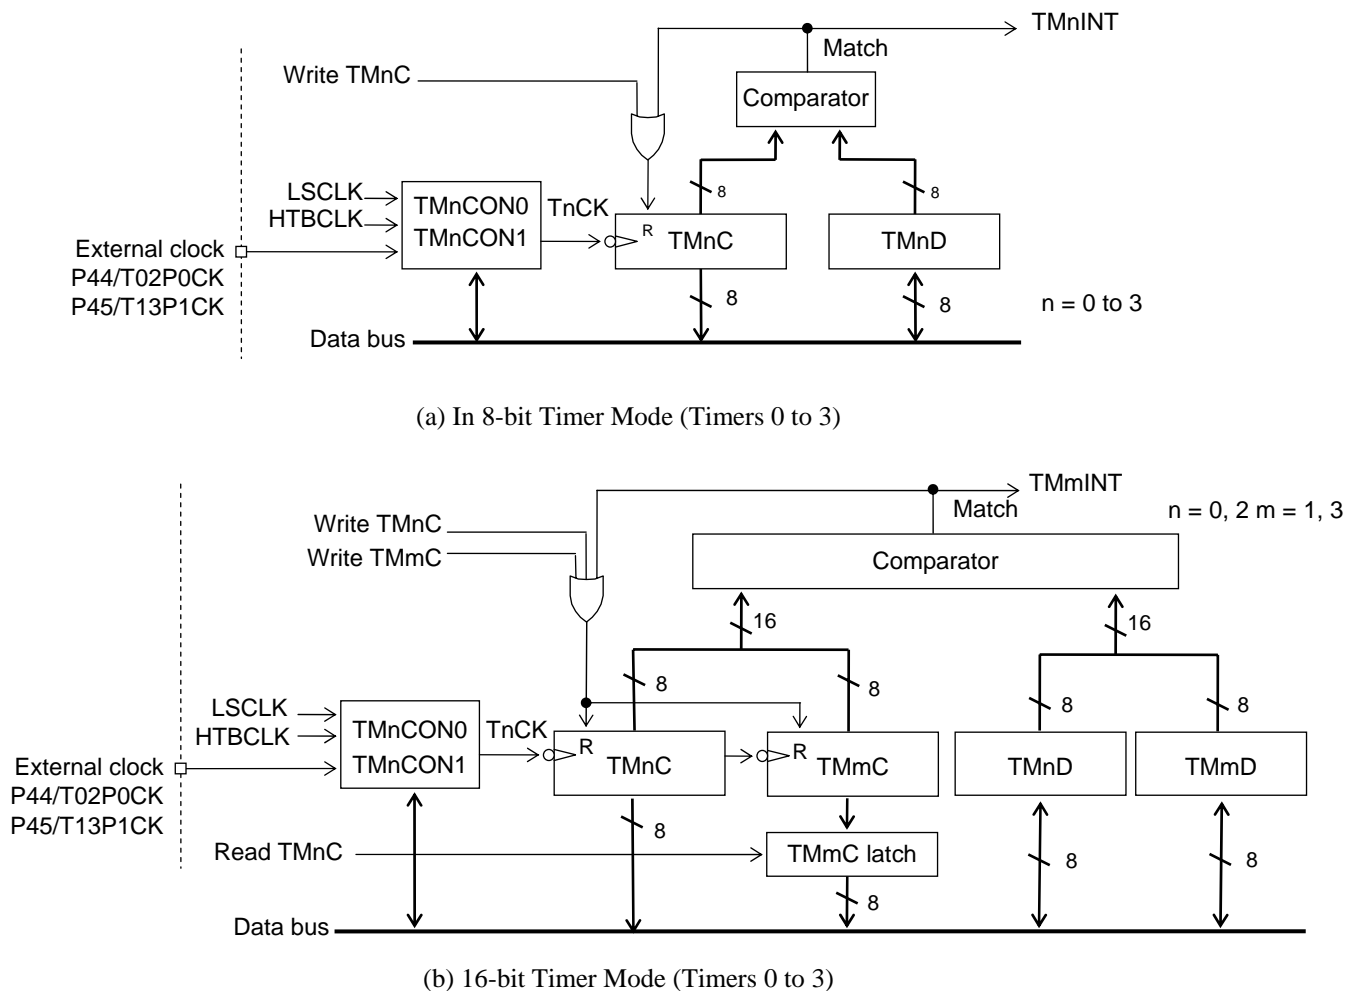 TMnINT
Match
Write TMnC
Comparator
8
8
LSCLK
HTBCLK
TMnCON0
TMnCON1
TnCK
R
TMnC
TMnD
External clock
P44/T02P0CK
P45/T13P1CK
8
8
n = 0 to 3
Data bus
(a) In 8-bit Timer Mode (Timers 0 to 3)
TMmINT
Match
n = 0, 2 m = 1, 3
Write TMnC
Write TMmC
Comparator
16
16
8
8
8
8
LSCLK
HTBCLK
TMnCON0
TMnCON1
TnCK
R
TMnC
R
TMmC
TMnD
TMmD
External clock
P44/T02P0CK
P45/T13P1CK
8
Read TMnC
TMmC latch
8
8
8
Data bus
(b) 16-bit Timer Mode (Timers 0 to 3)